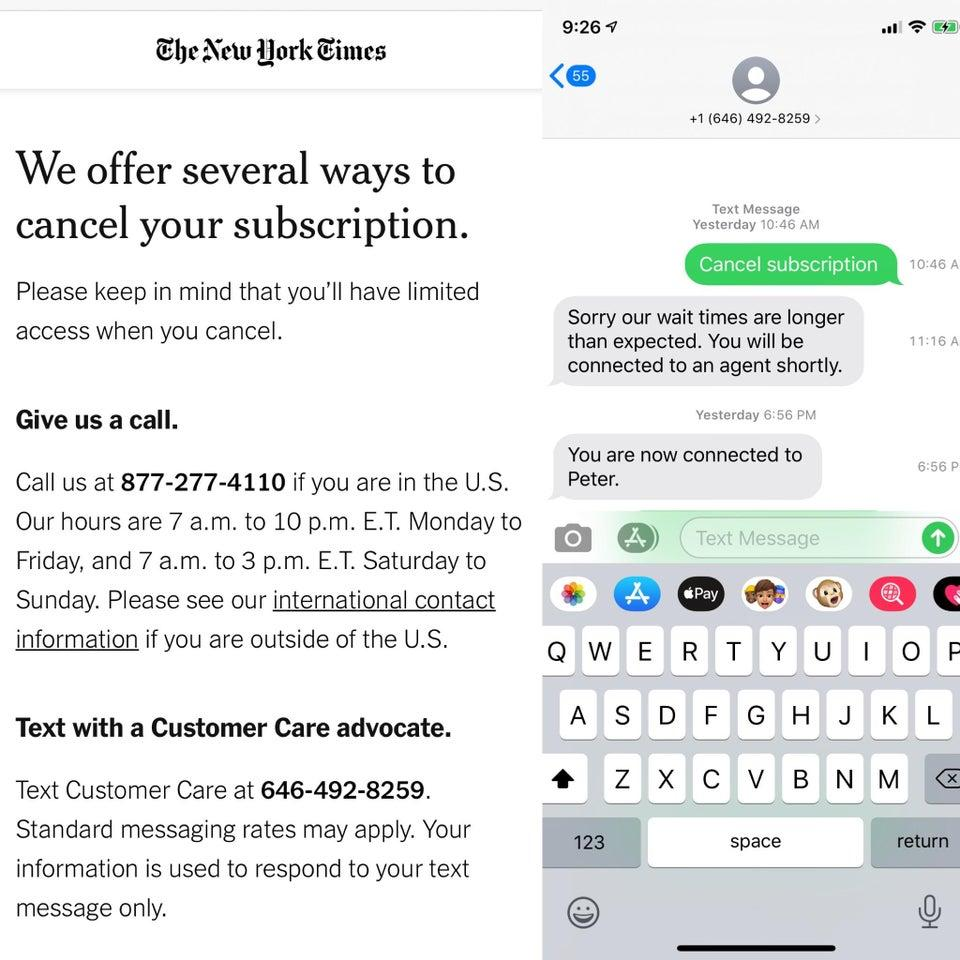 The New York Times
We offer several ways to
cancel your subscription.
Please keep in mind that you’ll have limited
access when you cancel.
Give us a call.
Call us at 877-277-4110 if you are in the U.S.
Our hours are 7 a.m. to 10 p.m. E.T. Monday to
Friday, and 7 a.m. to 3 p.m. E.T. Saturday to
Sunday. Please see our international contact
information if you are outside of the U.S.
Text with a Customer Care advocate.
Text Customer Care at 646-492-8259.
Standard messaging rates may apply. Your
information is used to respond to your text
message only.
9:26
55
+1 (646) 492-8259
Text Message
Yesterday 10:46 AM
Cancel subscription
10:46 A
Sorry our wait times are longer
than expected. You will be
connected to an agent shortly.
11:16 A
Yesterday 6:56 PM
You are now connected to
Peter.
6:56 P
Text Message
Pay
Q W E R T Y U I O P
A S D F G H J K L
Z X C V B N M
123 space return